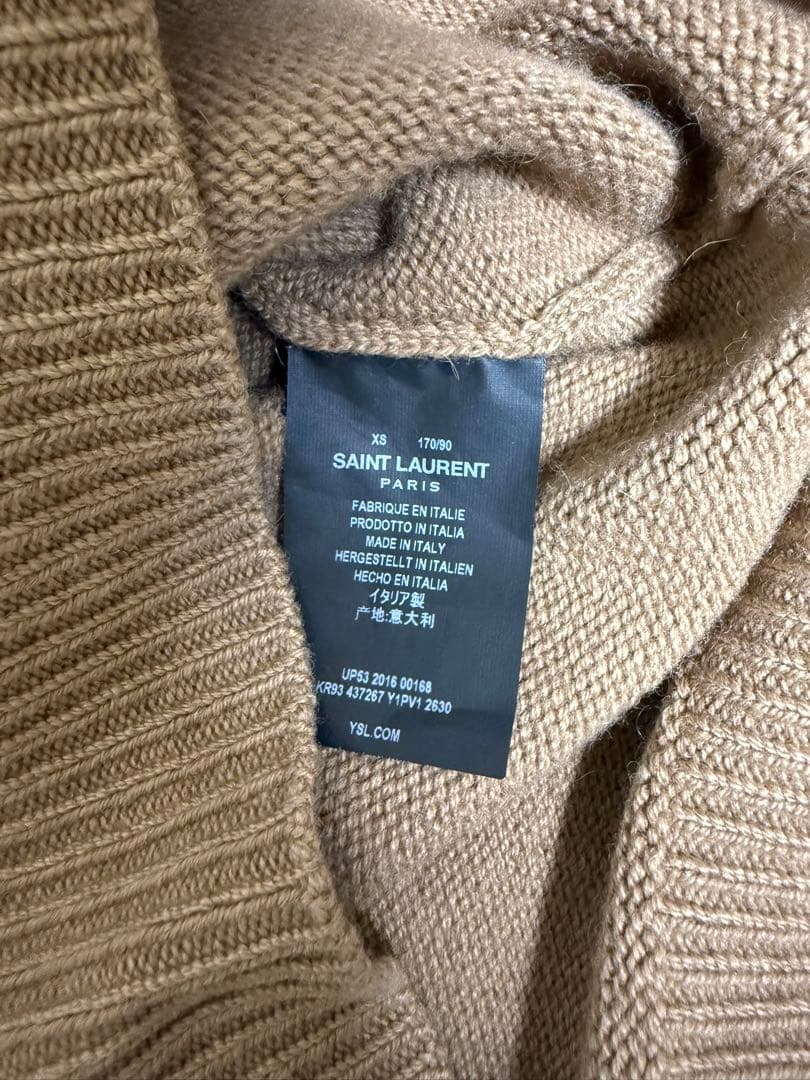 XS 170/90
SAINT LAURENT
PARIS
FABRIQUE EN ITALIE
PRODOTTO IN ITALIA
MADE IN ITALY
HERGESTELLT IN ITALIEN
HECHO EN ITALIA
イタリア製
产地:意大利
UP53 2016 00168
KR93 437267 Y1PV1 2630
YSL.COM